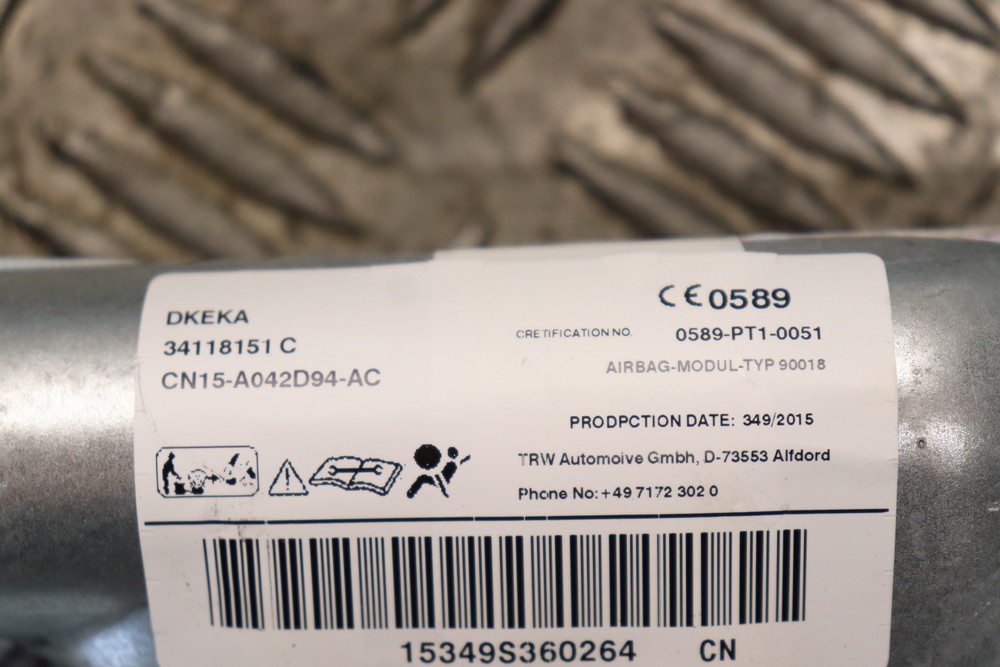 DKEKA
34118151 C
CN15-A042D94-AC
CE0589
CRETIFICATION NO. 0589-PT1-0051
AIRBAG-MODUL-TYP 90018
PRODPCTION DATE: 349/2015
TRW Automoive Gmbh, D-73553 Alfdord
Phone No: +49 7172 302 0
15349S360264 CN